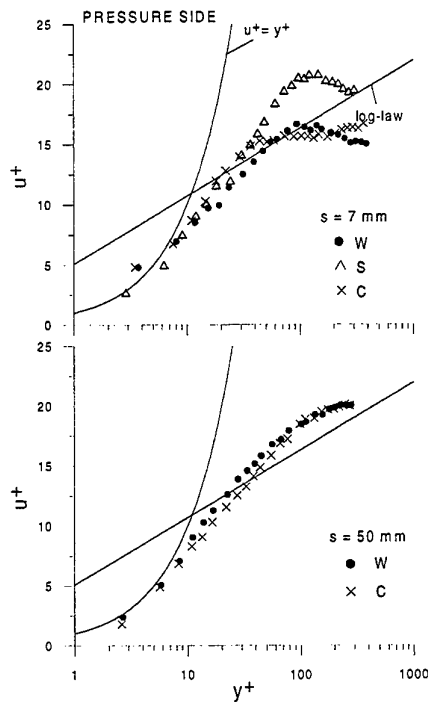 PRESSURE SIDE
u⁺= y⁺
25
20
15
10
5
0
u⁺
log-law
s = 7 mm
● W
△ S
× C
25
20
15
10
5
0
u⁺
s = 50 mm
● W
× C
1
10
100
1000
y⁺